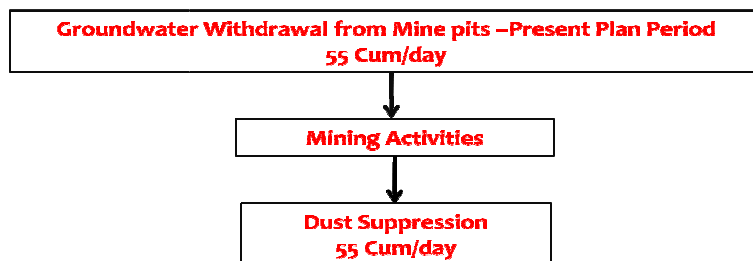 Groundwater Withdrawal from Mine pits –Present Plan Period
55 Cum/day
Mining Activities
Dust Suppression
55 Cum/day